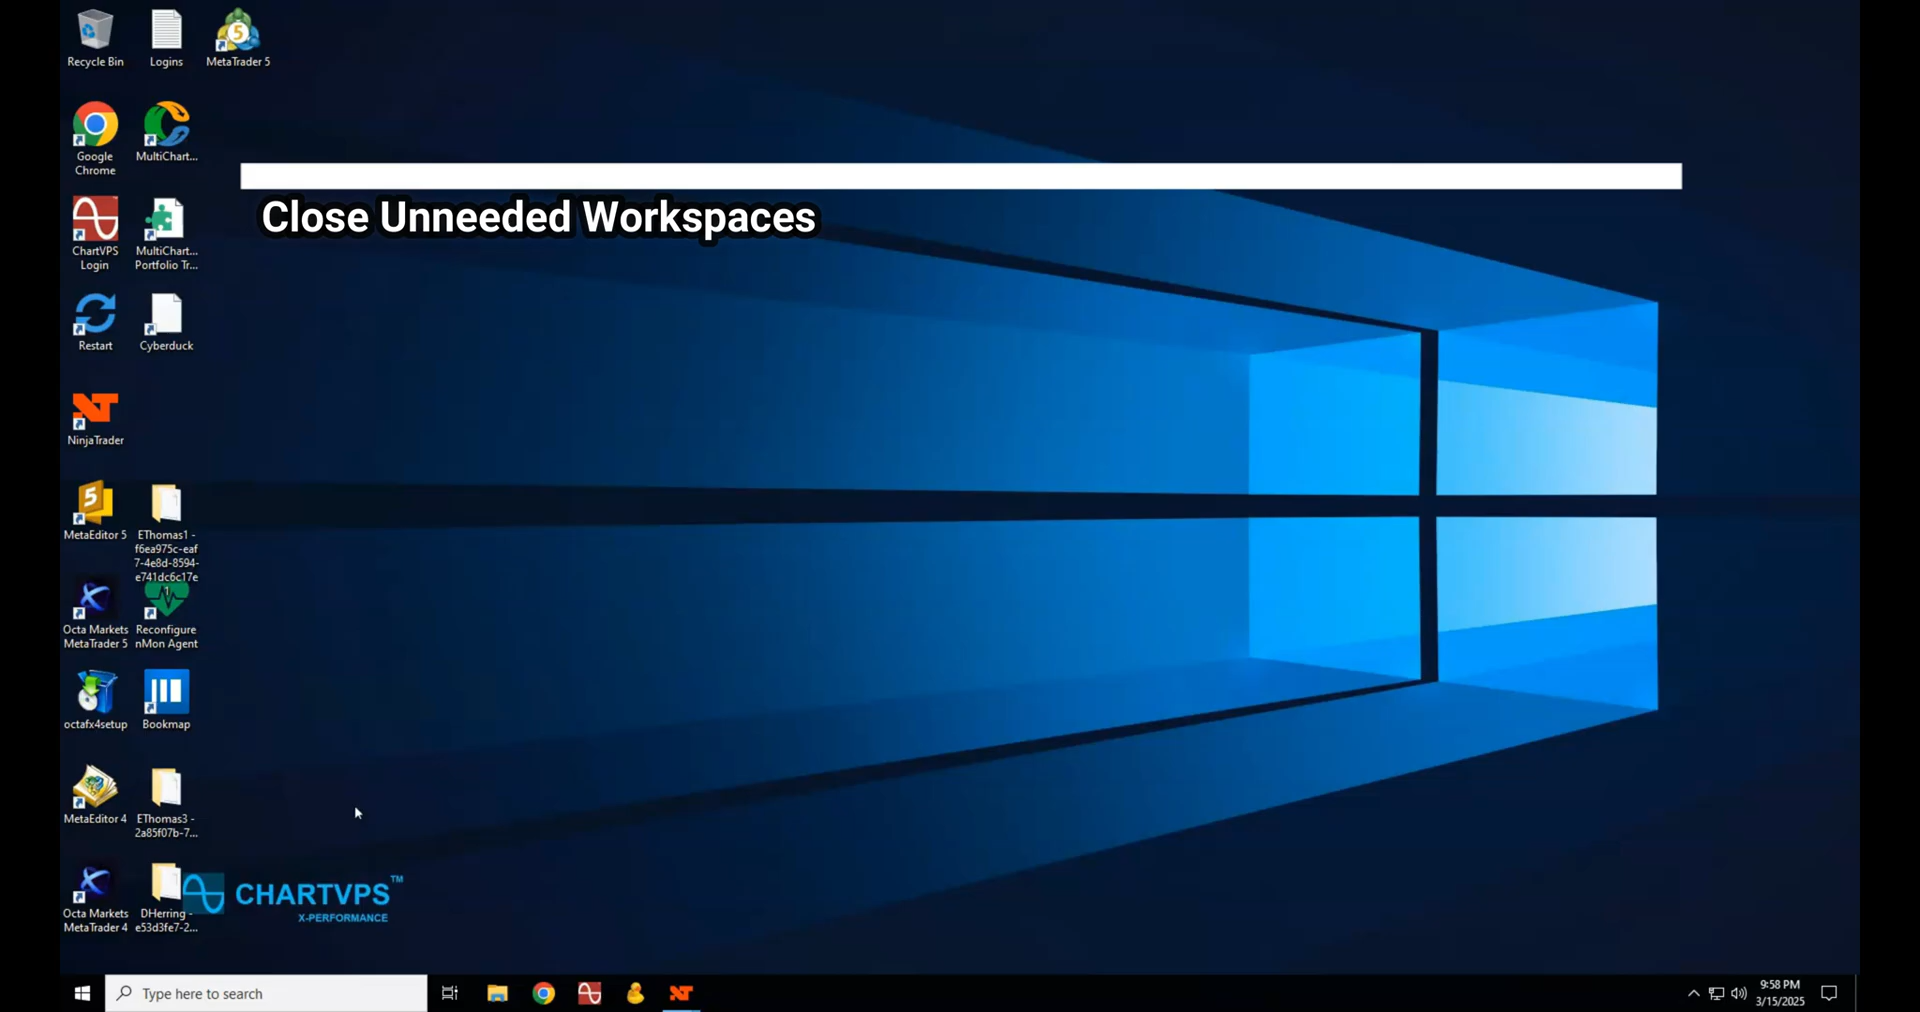 Recycle Bin
Logins
MetaTrader 5
Google
Chrome
MultiChart...
ChartVPS
Login
MultiChart...
Portfolio Tr...
Close Unneeded Workspaces
Restart
Cyberduck
NinjaTrader
MetaEditor 5
EThomas1 -
f6ea975c-eaf
7-4e8d-8594-
e741dc6c17e
1
Octa Markets
MetaTrader 5
Reconfigure
nMon Agent
octafx4setup
Bookmap
MetaEditor 4
EThomas3 -
2a85f07b-7...
Octa Markets
MetaTrader 4
DHerring -
e53d3fe7-2...
CHARTVPS™
X-PERFORMANCE
Type here to search
9:58 PM
3/15/2025